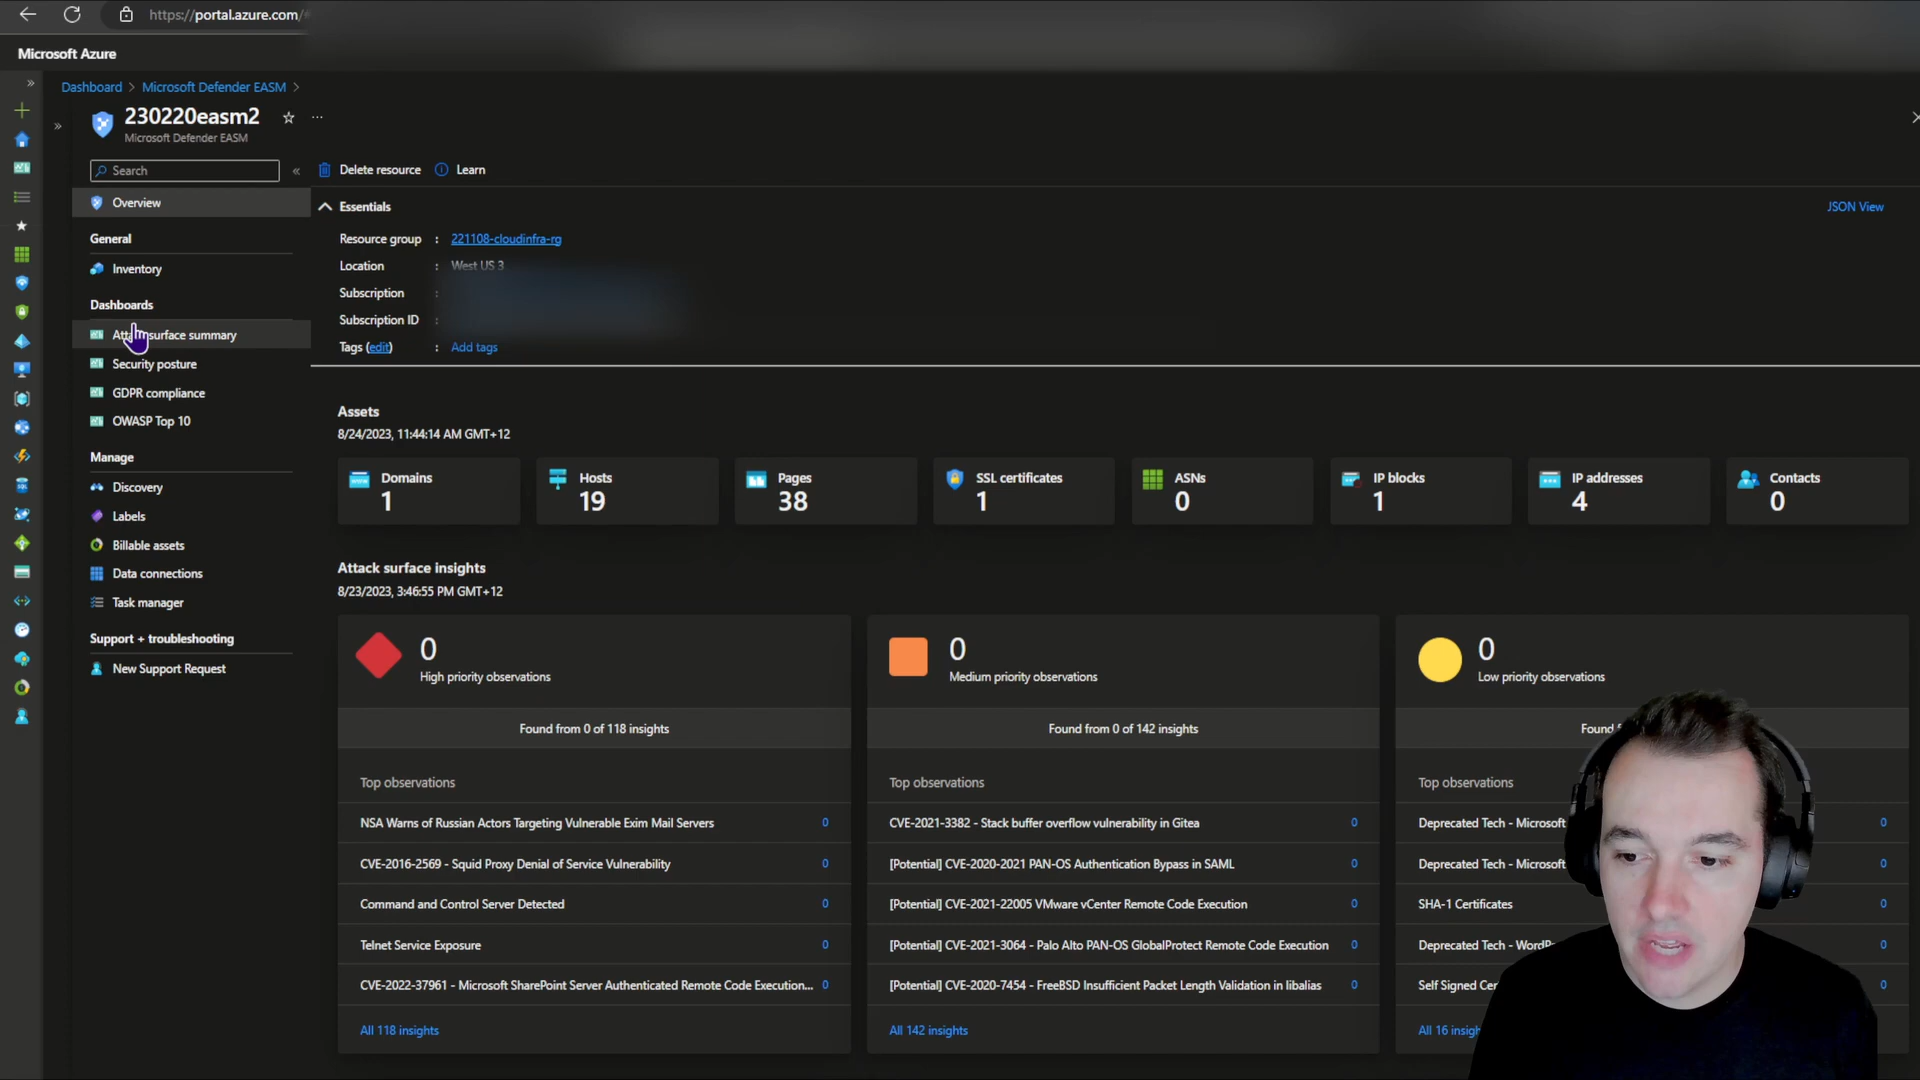 https://portal.azure.com/
Microsoft Azure
Dashboard > Microsoft Defender EASM >
230220easm2
Microsoft Defender EASM
Search
Delete resource
Learn
Overview
General
Inventory
Dashboards
surface summary
Security posture
GDPR compliance
OWASP Top 10
Manage
Discovery
Labels
Billable assets
Data connections
Task manager
Support + troubleshooting
New Support Request
Essentials
JSON View
Resource group : 221108-cloudinfra-rg
Location : West US 3
Subscription :
Subscription ID :
Tags (edit) : Add tags
Assets
8/24/2023, 11:44:14 AM GMT+12
Domains
1
Hosts
19
Pages
38
SSL certificates
1
ASNs
0
IP blocks
1
IP addresses
4
Contacts
0
Attack surface insights
8/23/2023, 3:46:55 PM GMT+12
0
High priority observations
Found from 0 of 118 insights
Top observations
NSA Warns of Russian Actors Targeting Vulnerable Exim Mail Servers 0
CVE-2016-2569 - Squid Proxy Denial of Service Vulnerability 0
Command and Control Server Detected 0
Telnet Service Exposure 0
CVE-2022-37961 - Microsoft SharePoint Server Authenticated Remote Code Execution... 0
All 118 insights
0
Medium priority observations
Found from 0 of 142 insights
Top observations
CVE-2021-3382 - Stack buffer overflow vulnerability in Gitea 0
[Potential] CVE-2020-2021 PAN-OS Authentication Bypass in SAML 0
[Potential] CVE-2021-22005 VMware vCenter Remote Code Execution 0
[Potential] CVE-2021-3064 - Palo Alto PAN-OS GlobalProtect Remote Code Execution 0
[Potential] CVE-2020-7454 - FreeBSD Insufficient Packet Length Validation in libalias 0
All 142 insights
0
Low priority observations
Found
Top observations
Deprecated Tech - Microsoft 0
Deprecated Tech - Microsoft 0
SHA-1 Certificates 0
Deprecated Tech - 0
Self Signed 0
All 16